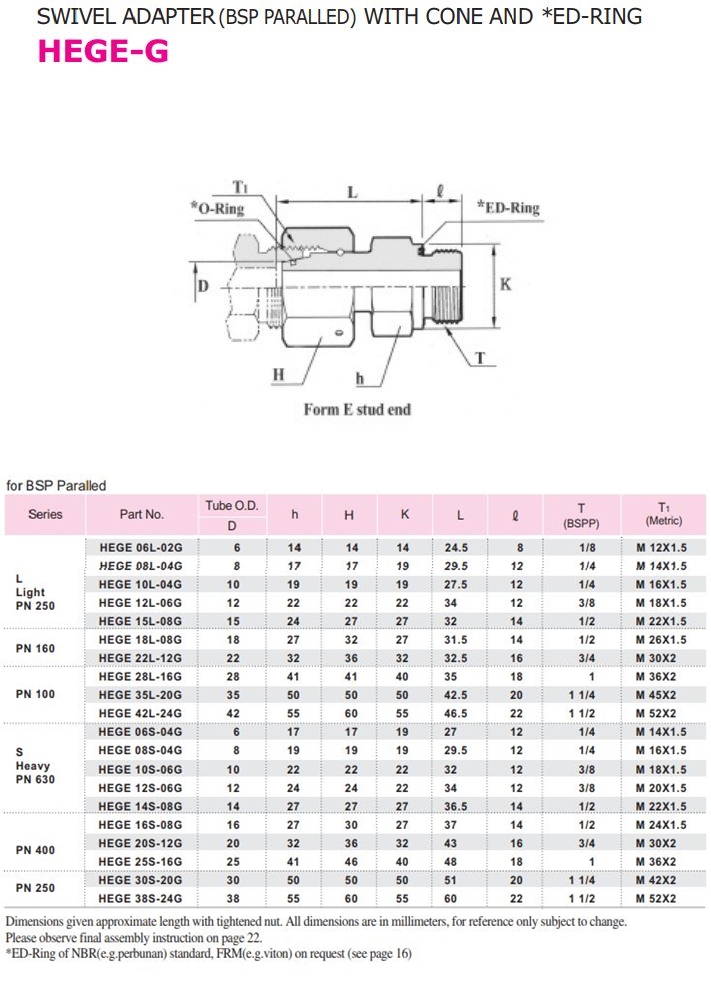 SWIVEL ADAPTER(BSP PARALLED) WITH CONE AND *ED-RING
HEGE-G
T1 L ℓ
*O-Ring *ED-Ring
D K
H h T
Form E stud end
for BSP Paralled
Series Part No. Tube O.D. D h H K L ℓ T (BSPP) T1 (Metric)
L Light PN 250
HEGE 06L-02G 6 14 14 14 24.5 8 1/8 M 12X1.5
HEGE 08L-04G 8 17 17 19 29.5 12 1/4 M 14X1.5
HEGE 10L-04G 10 19 19 19 27.5 12 1/4 M 16X1.5
HEGE 12L-06G 12 22 22 22 34 12 3/8 M 18X1.5
HEGE 15L-08G 15 24 27 27 32 14 1/2 M 22X1.5
PN 160
HEGE 18L-08G 18 27 32 27 31.5 14 1/2 M 26X1.5
HEGE 22L-12G 22 32 36 32 32.5 16 3/4 M 30X2
PN 100
HEGE 28L-16G 28 41 41 40 35 18 1 M 36X2
HEGE 35L-20G 35 50 50 50 42.5 20 1 1/4 M 45X2
HEGE 42L-24G 42 55 60 55 46.5 22 1 1/2 M 52X2
S Heavy PN 630
HEGE 06S-04G 6 17 17 19 27 12 1/4 M 14X1.5
HEGE 08S-04G 8 19 19 19 29.5 12 1/4 M 16X1.5
HEGE 10S-06G 10 22 22 22 32 12 3/8 M 18X1.5
HEGE 12S-06G 12 24 24 22 34 12 3/8 M 20X1.5
HEGE 14S-08G 14 27 27 27 36.5 14 1/2 M 22X1.5
PN 400
HEGE 16S-08G 16 27 30 27 37 14 1/2 M 24X1.5
HEGE 20S-12G 20 32 36 32 43 16 3/4 M 30X2
HEGE 25S-16G 25 41 46 40 48 18 1 M 36X2
PN 250
HEGE 30S-20G 30 50 50 50 51 20 1 1/4 M 42X2
HEGE 38S-24G 38 55 60 55 60 22 1 1/2 M 52X2
Dimensions given approximate length with tightened nut. All dimensions are in millimeters, for reference only subject to change.
Please observe final assembly instruction on page 22.
*ED-Ring of NBR(e.g.perbunan) standard, FRM(e.g.viton) on request (see page 16)